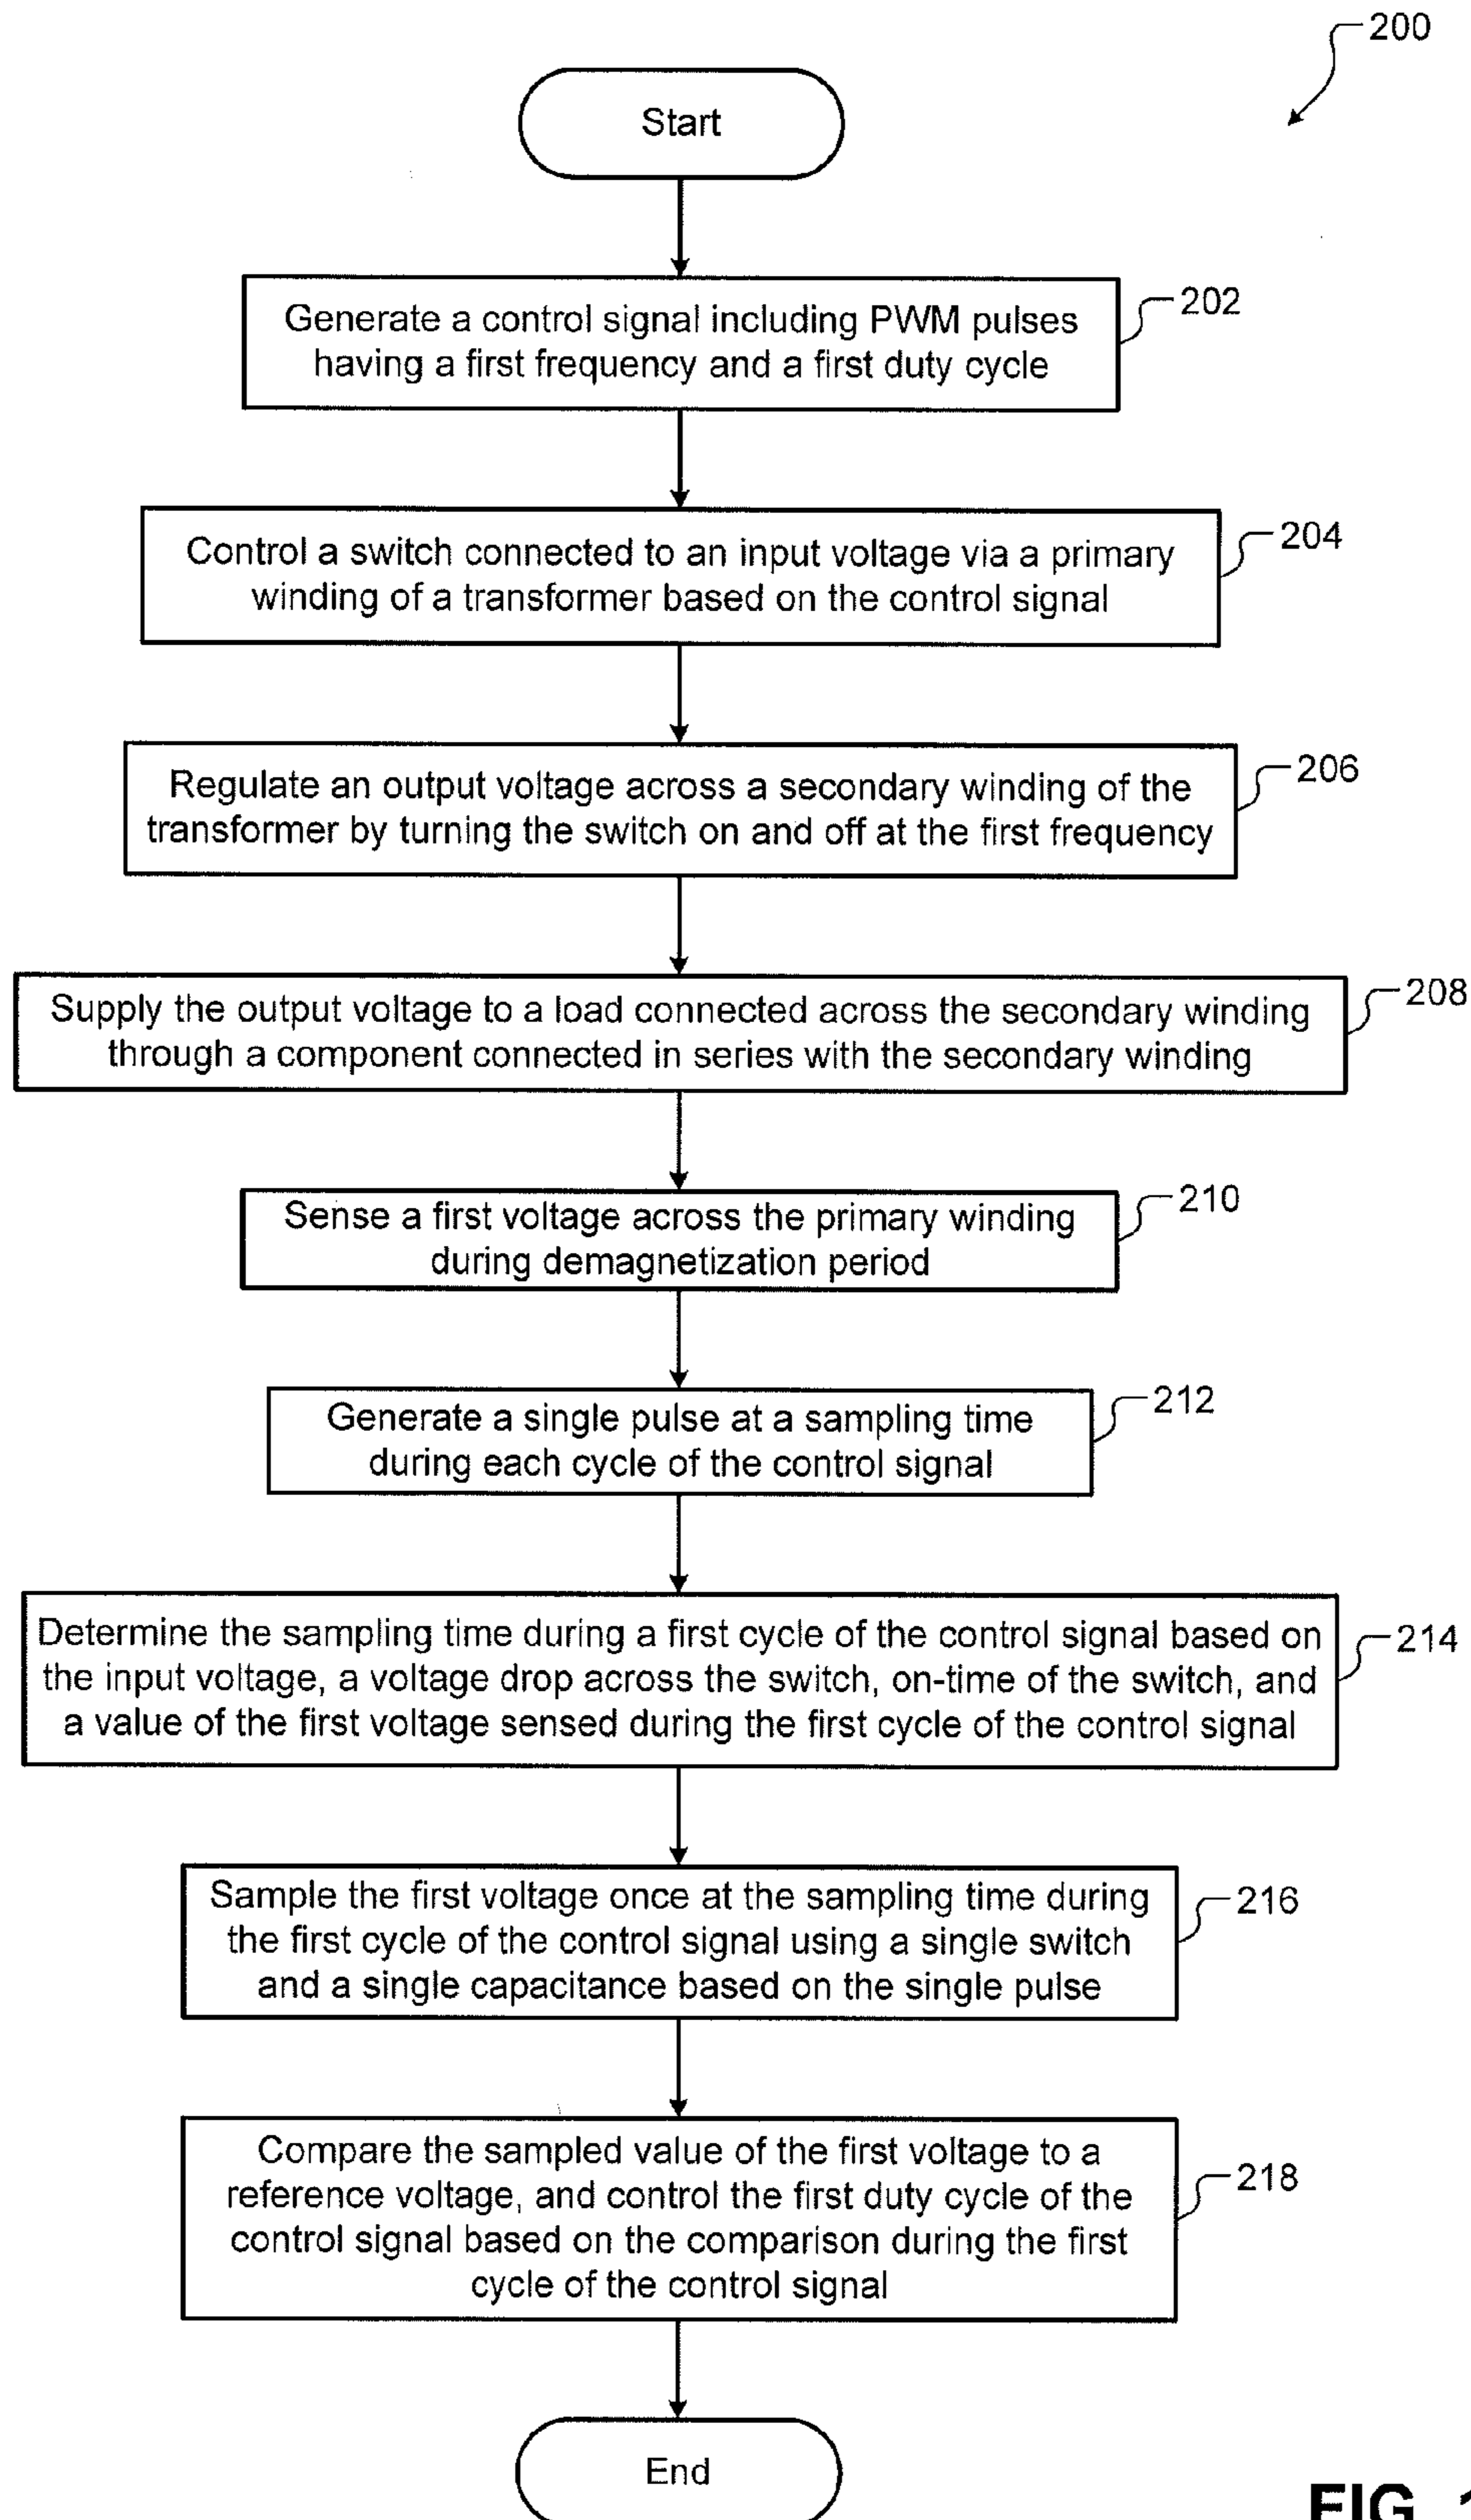 200
Start
Generate a control signal including PWM pulses
having a first frequency and a first duty cycle
202
Control a switch connected to an input voltage via a primary
winding of a transformer based on the control signal
204
Regulate an output voltage across a secondary winding of the
transformer by turning the switch on and off at the first frequency
206
Supply the output voltage to a load connected across the secondary winding
through a component connected in series with the secondary winding
208
Sense a first voltage across the primary winding
during demagnetization period
210
Generate a single pulse at a sampling time
during each cycle of the control signal
212
Determine the sampling time during a first cycle of the control signal based on
the input voltage, a voltage drop across the switch, on-time of the switch, and
a value of the first voltage sensed during the first cycle of the control signal
214
Sample the first voltage once at the sampling time during
the first cycle of the control signal using a single switch
and a single capacitance based on the single pulse
216
Compare the sampled value of the first voltage to a
reference voltage, and control the first duty cycle of the
control signal based on the comparison during the first
cycle of the control signal
218
End
FIG.